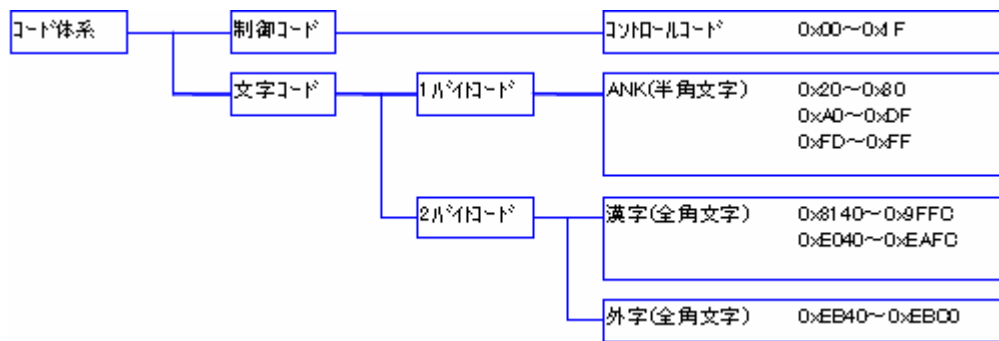 ｺｰﾄﾞ体系
制御ｺｰﾄﾞ
ｺﾝﾄﾛｰﾙｺｰﾄﾞ 0x00～0x1F
文字ｺｰﾄﾞ
1ﾊﾞｲﾄｺｰﾄﾞ
ANK(半角文字) 0x20～0x80
0xA0～0xDF
0xFD～0xFF
2ﾊﾞｲﾄｺｰﾄﾞ
漢字(全角文字) 0x8140～0x9FFC
0xE040～0xEAFC
外字(全角文字) 0xEB40～0xEBC0